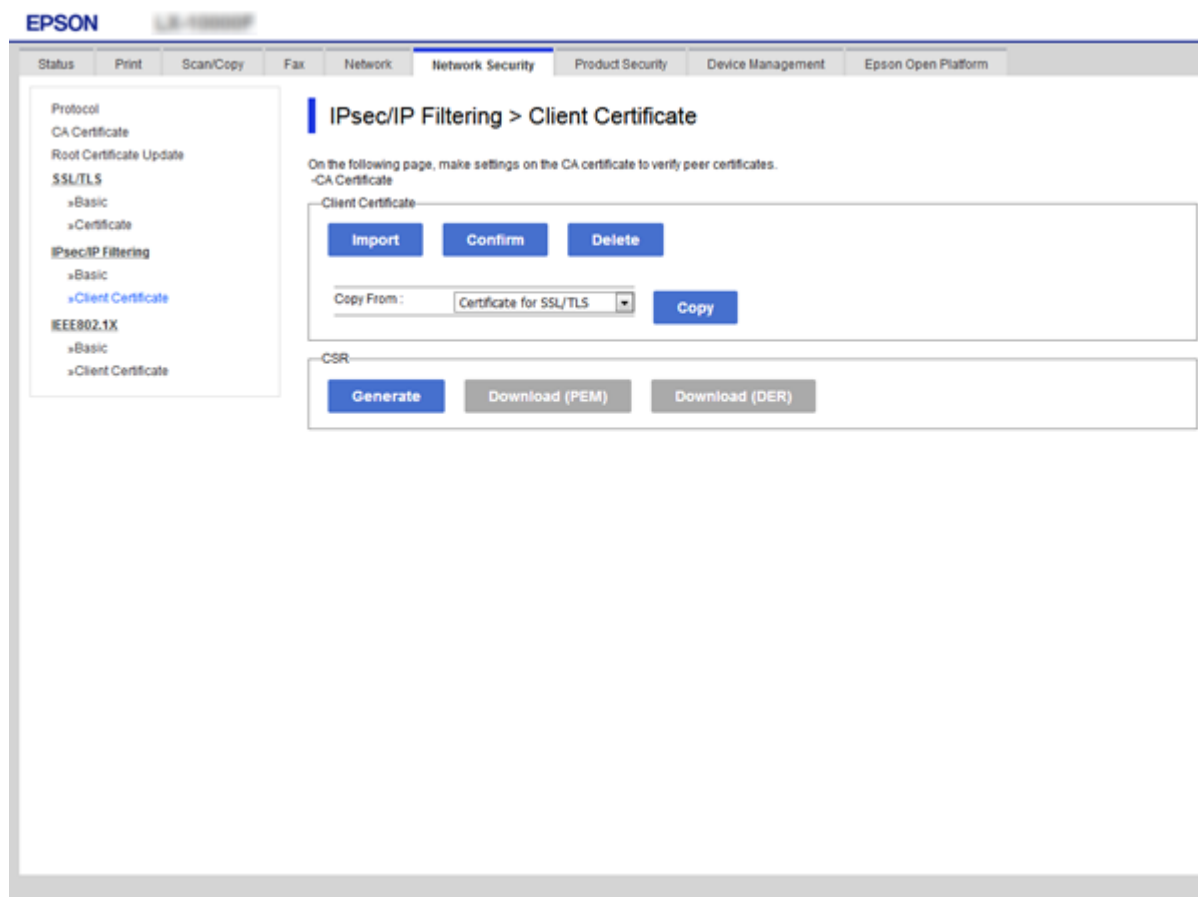 EPSON
Status Print Scan/Copy Fax Network Network Security Product Security Device Management Epson Open Platform
Protocol
CA Certificate
Root Certificate Update
SSL/TLS
»Basic
»Certificate
IPsec/IP Filtering
»Basic
»Client Certificate
IEEE802.1X
»Basic
»Client Certificate
IPsec/IP Filtering > Client Certificate
On the following page, make settings on the CA certificate to verify peer certificates.
-CA Certificate
Client Certificate
Import Confirm Delete
Copy From : Certificate for SSL/TLS Copy
CSR
Generate Download (PEM) Download (DER)